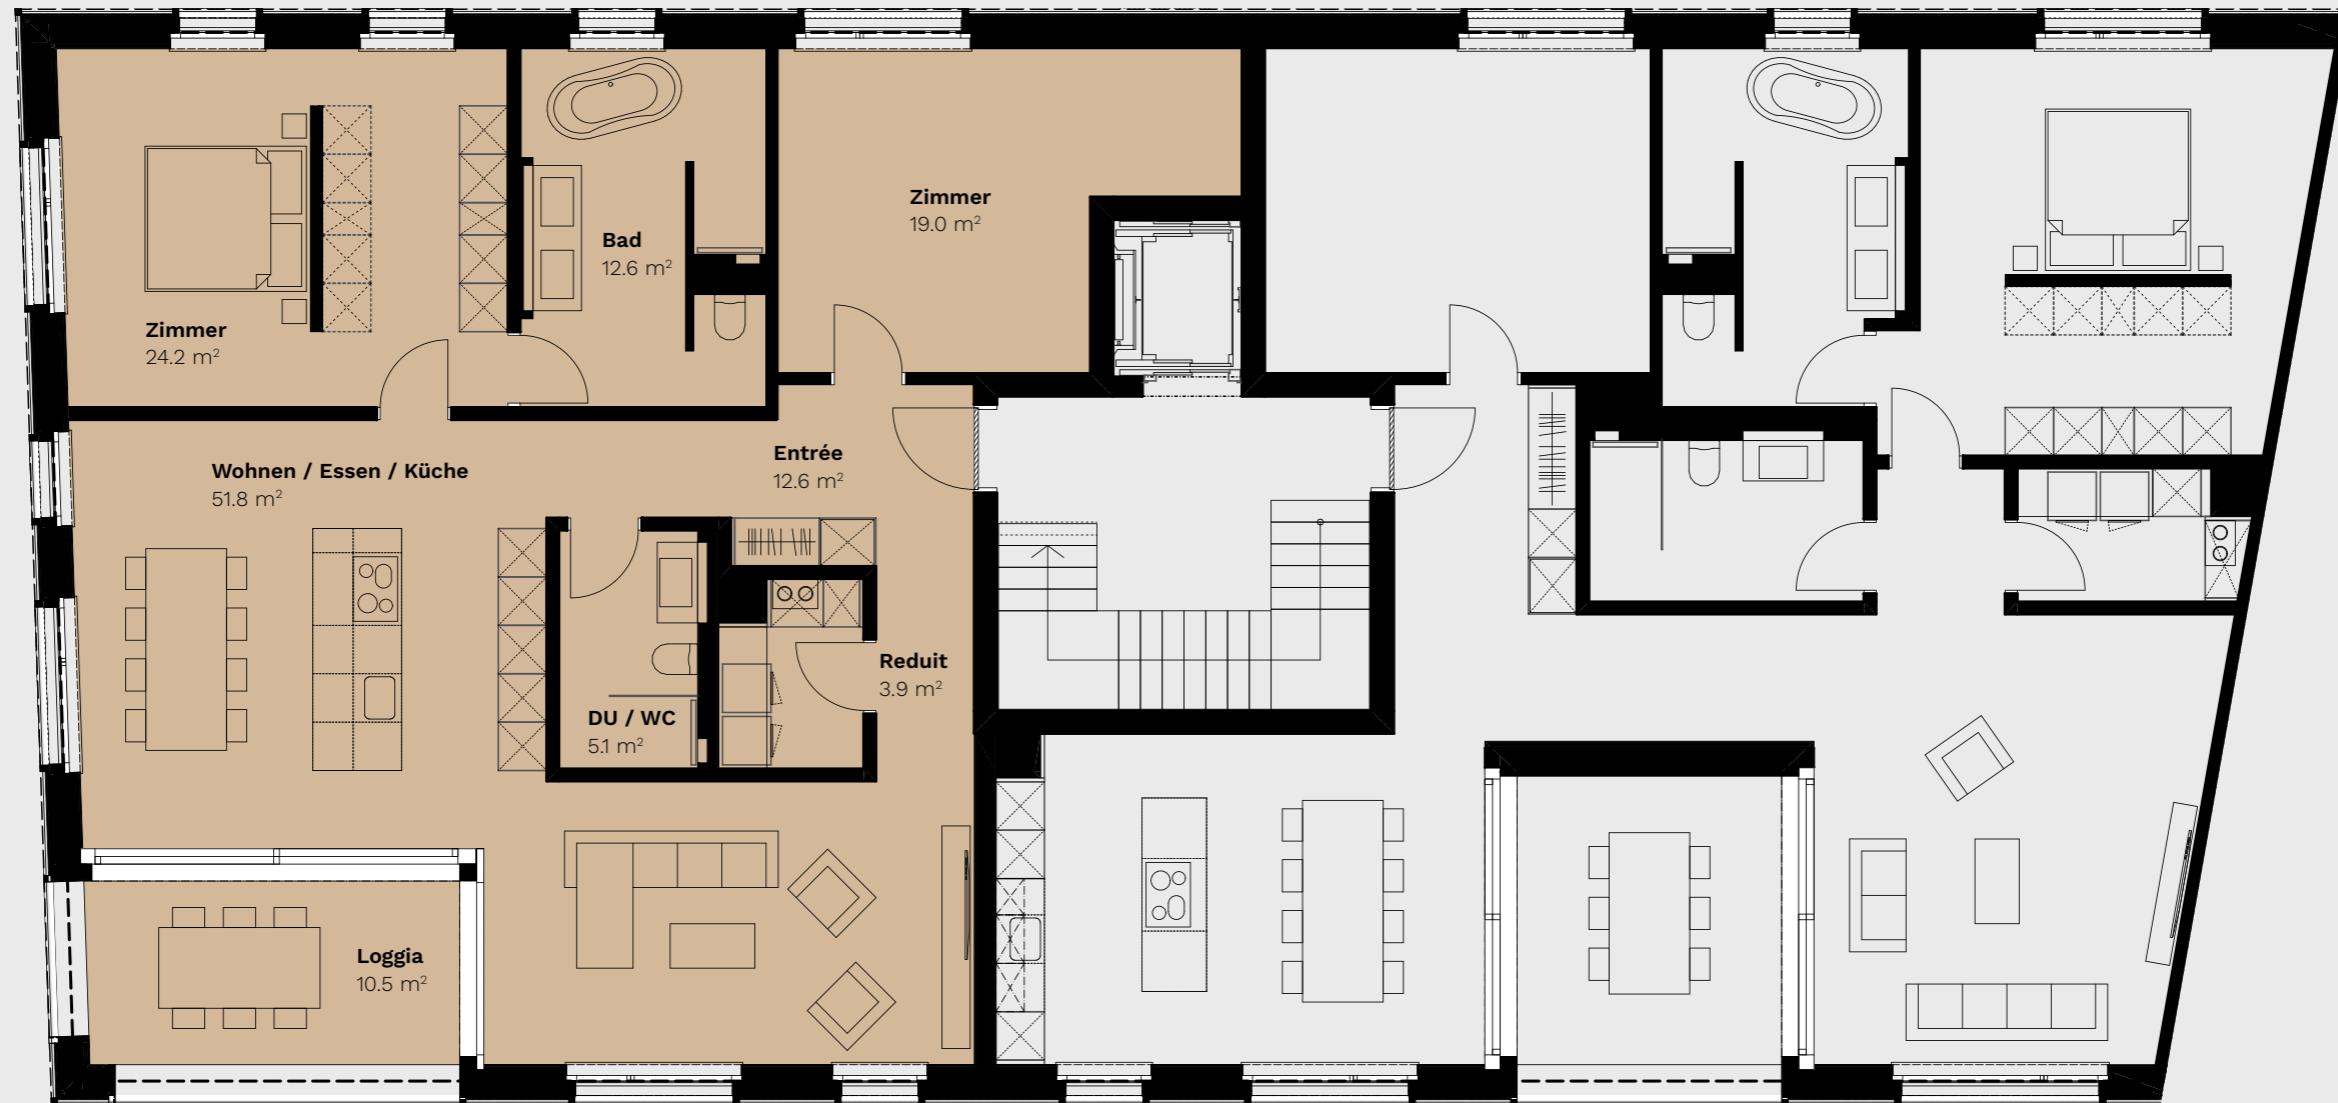 Zimmer
19.0 m²
Bad
12.6 m²
Zimmer
24.2 m²
Entrée
12.6 m²
Wohnen / Essen / Küche
51.8 m²
Reduit
3.9 m²
DU / WC
5.1 m²
Loggia
10.5 m²